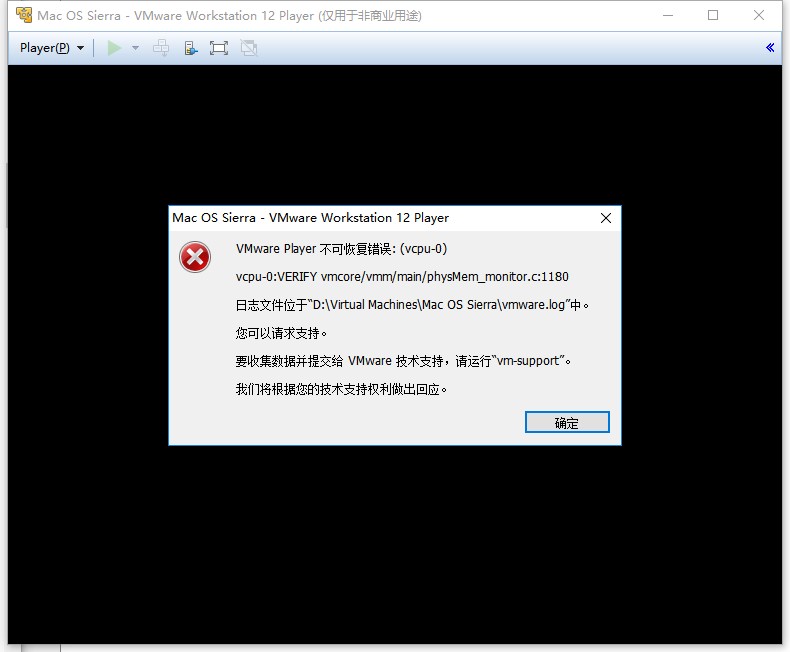 Mac OS Sierra - VMware Workstation 12 Player (仅用于非商业用途)
Player(P)
Mac OS Sierra - VMware Workstation 12 Player
VMware Player 不可恢复错误: (vcpu-0)
vcpu-0:VERIFY vmcore/vmm/main/physMem_monitor.c:1180
日志文件位于“D:\Virtual Machines\Mac OS Sierra\vmware.log”中。
您可以请求支持。
要收集数据并提交给 VMware 技术支持，请运行“vm-support”。
我们将根据您的技术支持权利做出回应。
确定